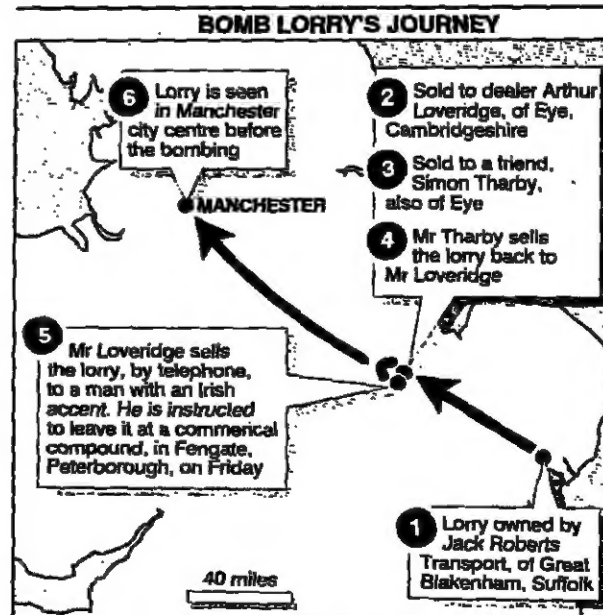 BOMB LORRY'S JOURNEY
6 Lorry is seen
in Manchester
city centre before
the bombing
MANCHESTER
2 Sold to dealer Arthur
Loveridge, of Eye,
Cambridgeshire
3 Sold to a friend,
Simon Tharby,
also of Eye
4 Mr Tharby sells
the lorry back to
Mr Loveridge
5 Mr Loveridge sells
the lorry, by telephone,
to a man with an Irish
accent. He is instructed
to leave it at a commerical
compound, in Fengate,
Peterborough, on Friday
1 Lorry owned by
Jack Roberts
Transport, of Great
Blakenham, Suffolk
40 miles